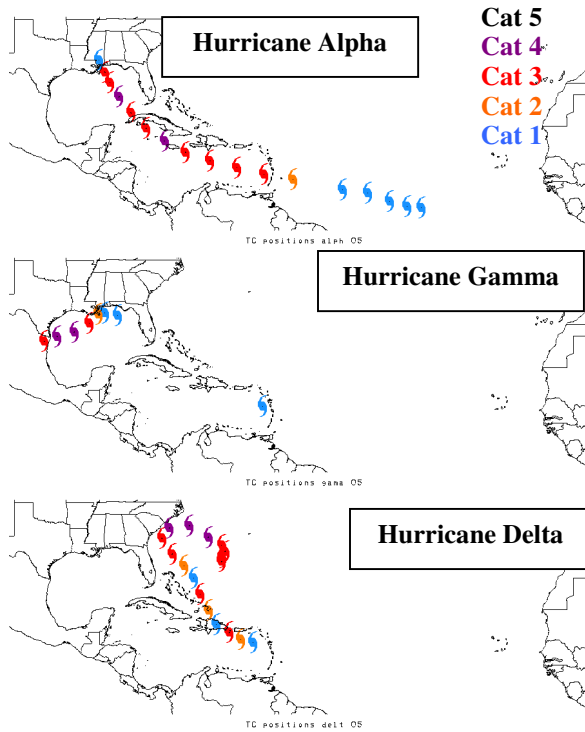 Hurricane Alpha
Cat 5
Cat 4
Cat 3
Cat 2
Cat 1
TC positions alph 05
Hurricane Gamma
TC positions gama 05
Hurricane Delta
TC positions delt 05